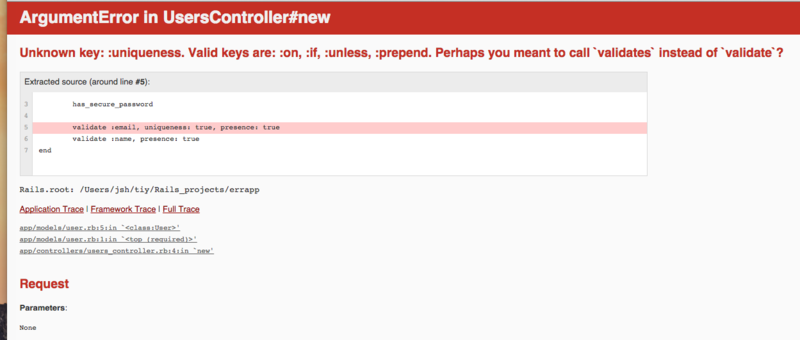 ArgumentError in UsersController#new
Unknown key: :uniqueness. Valid keys are: :on, :if, :unless, :prepend. Perhaps you meant to call `validates` instead of `validate`?
Extracted source (around line #5):
3 has_secure_password
4
5 validate :email, uniqueness: true, presence: true
6 validate :name, presence: true
7 end
Rails.root: /Users/jsh/tiy/Rails_projects/errapp
Application Trace | Framework Trace | Full Trace
app/models/user.rb:5:in `<class:User>'
app/models/user.rb:1:in `<top (required)>'
app/controllers/users_controller.rb:4:in `new'
Request
Parameters:
None